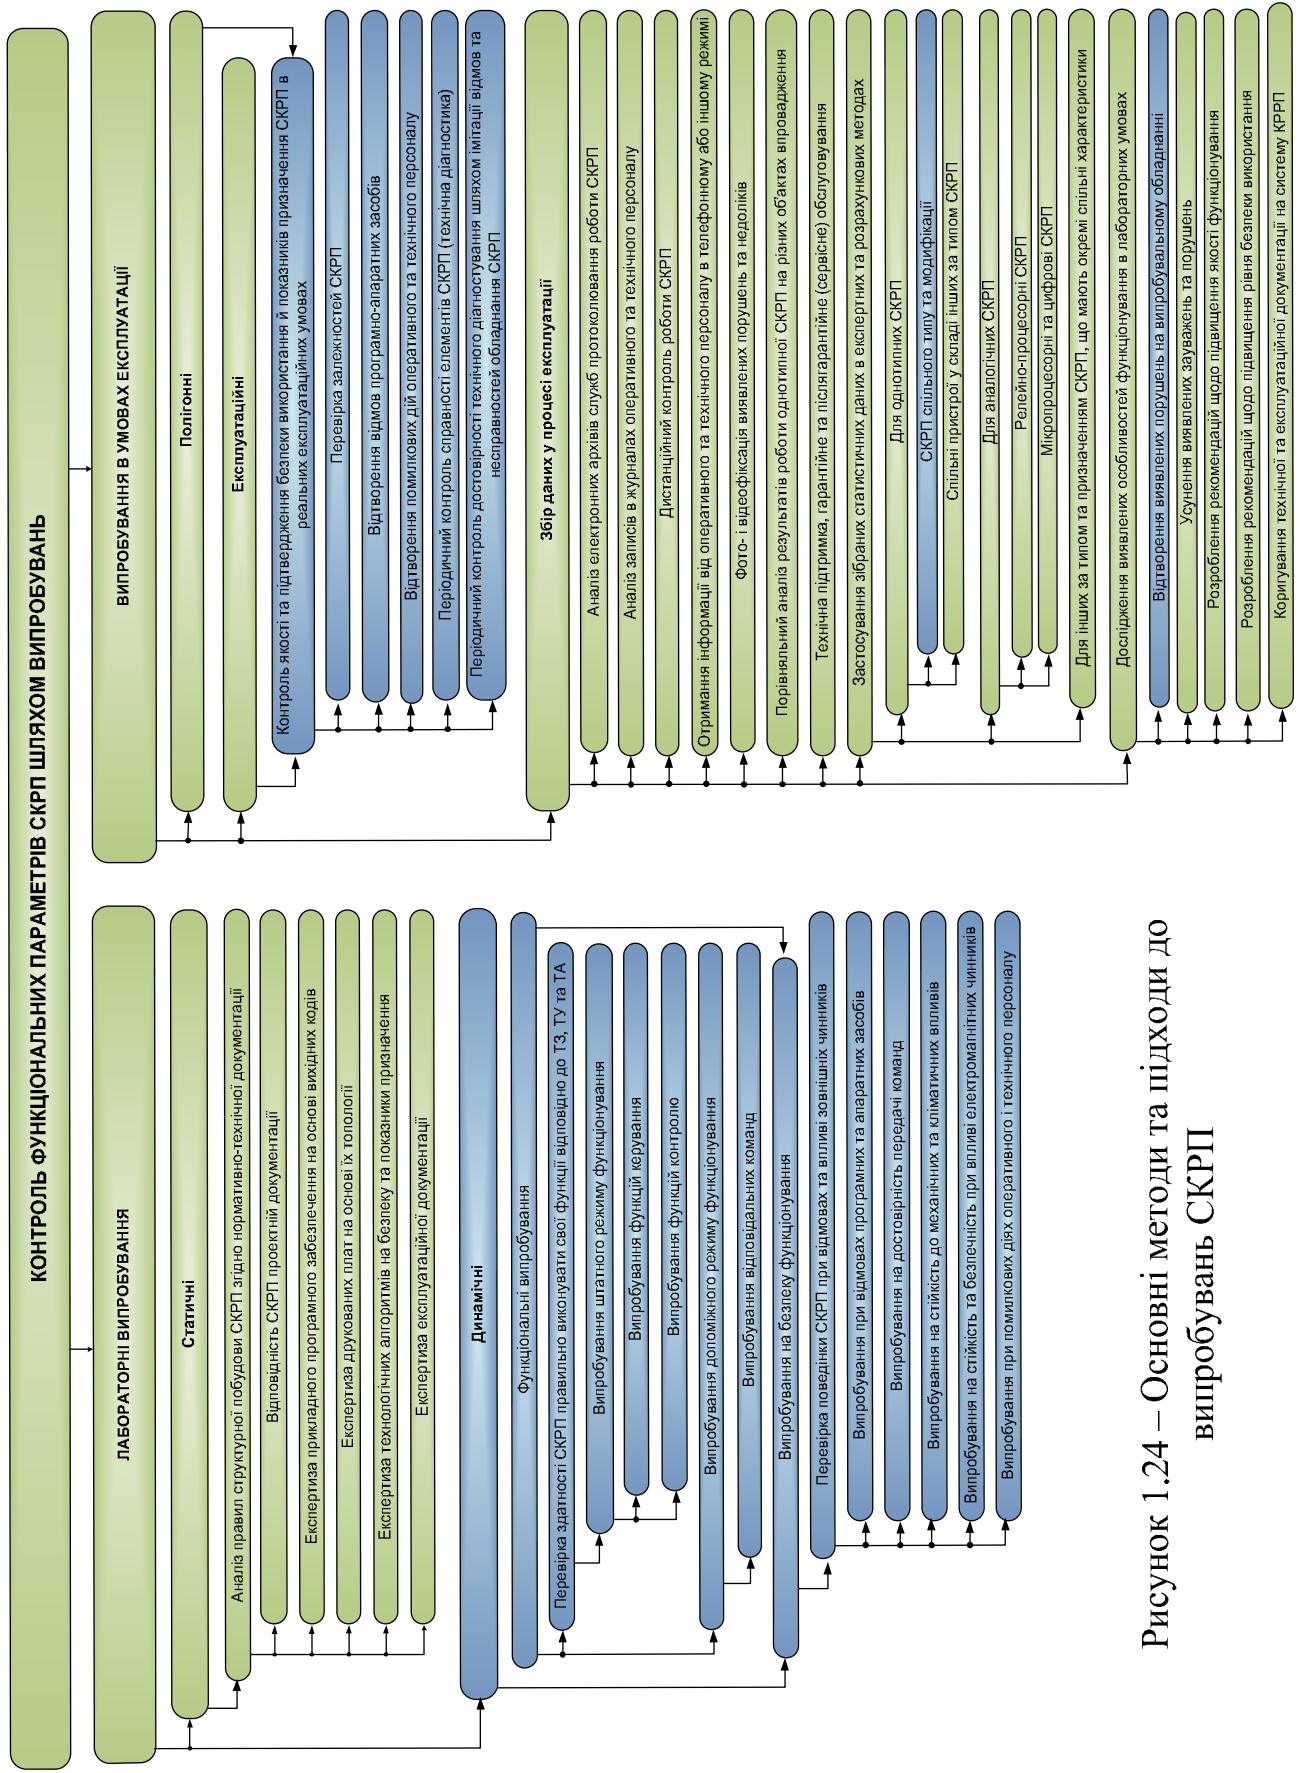 КОНТРОЛЬ ФУНКЦІОНАЛЬНИХ ПАРАМЕТРІВ СКРП ШЛЯХОМ ВИПРОБУВАНЬ
ЛАБОРАТОРНІ ВИПРОБУВАННЯ
Статичні
Аналіз правил структурної побудови СКРП згідно нормативно-технічної документації
Відповідність СКРП проектній документації
Експертиза прикладного програмного забезпечення на основі вихідних кодів
Експертиза друкованих плат на основі їх топології
Експертиза технологічних алгоритмів на безпеку та показники призначення
Експертиза експлуатаційної документації
Динамічні
Функціональні випробування
Перевірка здатності СКРП правильно виконувати свої функції відповідно до ТЗ, ТУ та ТА
Випробування штатного режиму функціонування
Випробування функцій керування
Випробування функцій контролю
Випробування допоміжного режиму функціонування
Випробування відповідальних команд
Випробування на безпеку функціонування
Перевірка поведінки СКРП при відмовах та впливі зовнішніх чинників
Випробування при відмовах програмних та апаратних засобів
Випробування на достовірність передачі команд
Випробування на стійкість до механічних та кліматичних впливів
Випробування на стійкість та безпечність при впливі електромагнітних чинників
Випробування при помилкових діях оперативного і технічного персоналу
ВИПРОБУВАННЯ В УМОВАХ ЕКСПЛУАТАЦІЇ
Полігонні
Експлуатаційні
Контроль якості та підтвердження безпеки використання й показників призначення СКРП в
реальних експлуатаційних умовах
Перевірка залежностей СКРП
Відтворення відмов програмно-апаратних засобів
Відтворення помилкових дій оперативного та технічного персоналу
Періодичний контроль справності елементів СКРП (технічна діагностика)
Періодичний контроль достовірності технічного діагностування шляхом імітації відмов та
несправностей обладнання СКРП
Збір даних у процесі експлуатації
Аналіз електронних архівів служб протоколювання роботи СКРП
Аналіз записів в журналах оперативного та технічного персоналу
Дистанційний контроль роботи СКРП
Отримання інформації від оперативного та технічного персоналу в телефонному або іншому режимі
Фото- і відеофіксація виявлених порушень та недоліків
Порівняльний аналіз результатів роботи однотипної СКРП на різних об'єктах впровадження
Технічна підтримка, гарантійне та післягарантійне (сервісне) обслуговування
Застосування зібраних статистичних даних в експертних та розрахункових методах
Для однотипних СКРП
СКРП спільного типу та модифікації
Спільні пристрої у складі інших за типом СКРП
Для аналогічних СКРП
Релейно-процесорні СКРП
Мікропроцесорні та цифрові СКРП
Для інших за типом та призначенням СКРП, що мають окремі спільні характеристики
Дослідження виявлених особливостей функціонування в лабораторних умовах
Відтворення виявлених порушень на випробувальному обладнанні
Усунення виявлених зауважень та порушень
Розроблення рекомендацій щодо підвищення якості функціонування
Розроблення рекомендацій щодо підвищення рівня безпеки використання
Коригування технічної та експлуатаційної документації на систему КРРП
Рисунок 1.24 – Основні методи та підходи до
випробувань СКРП